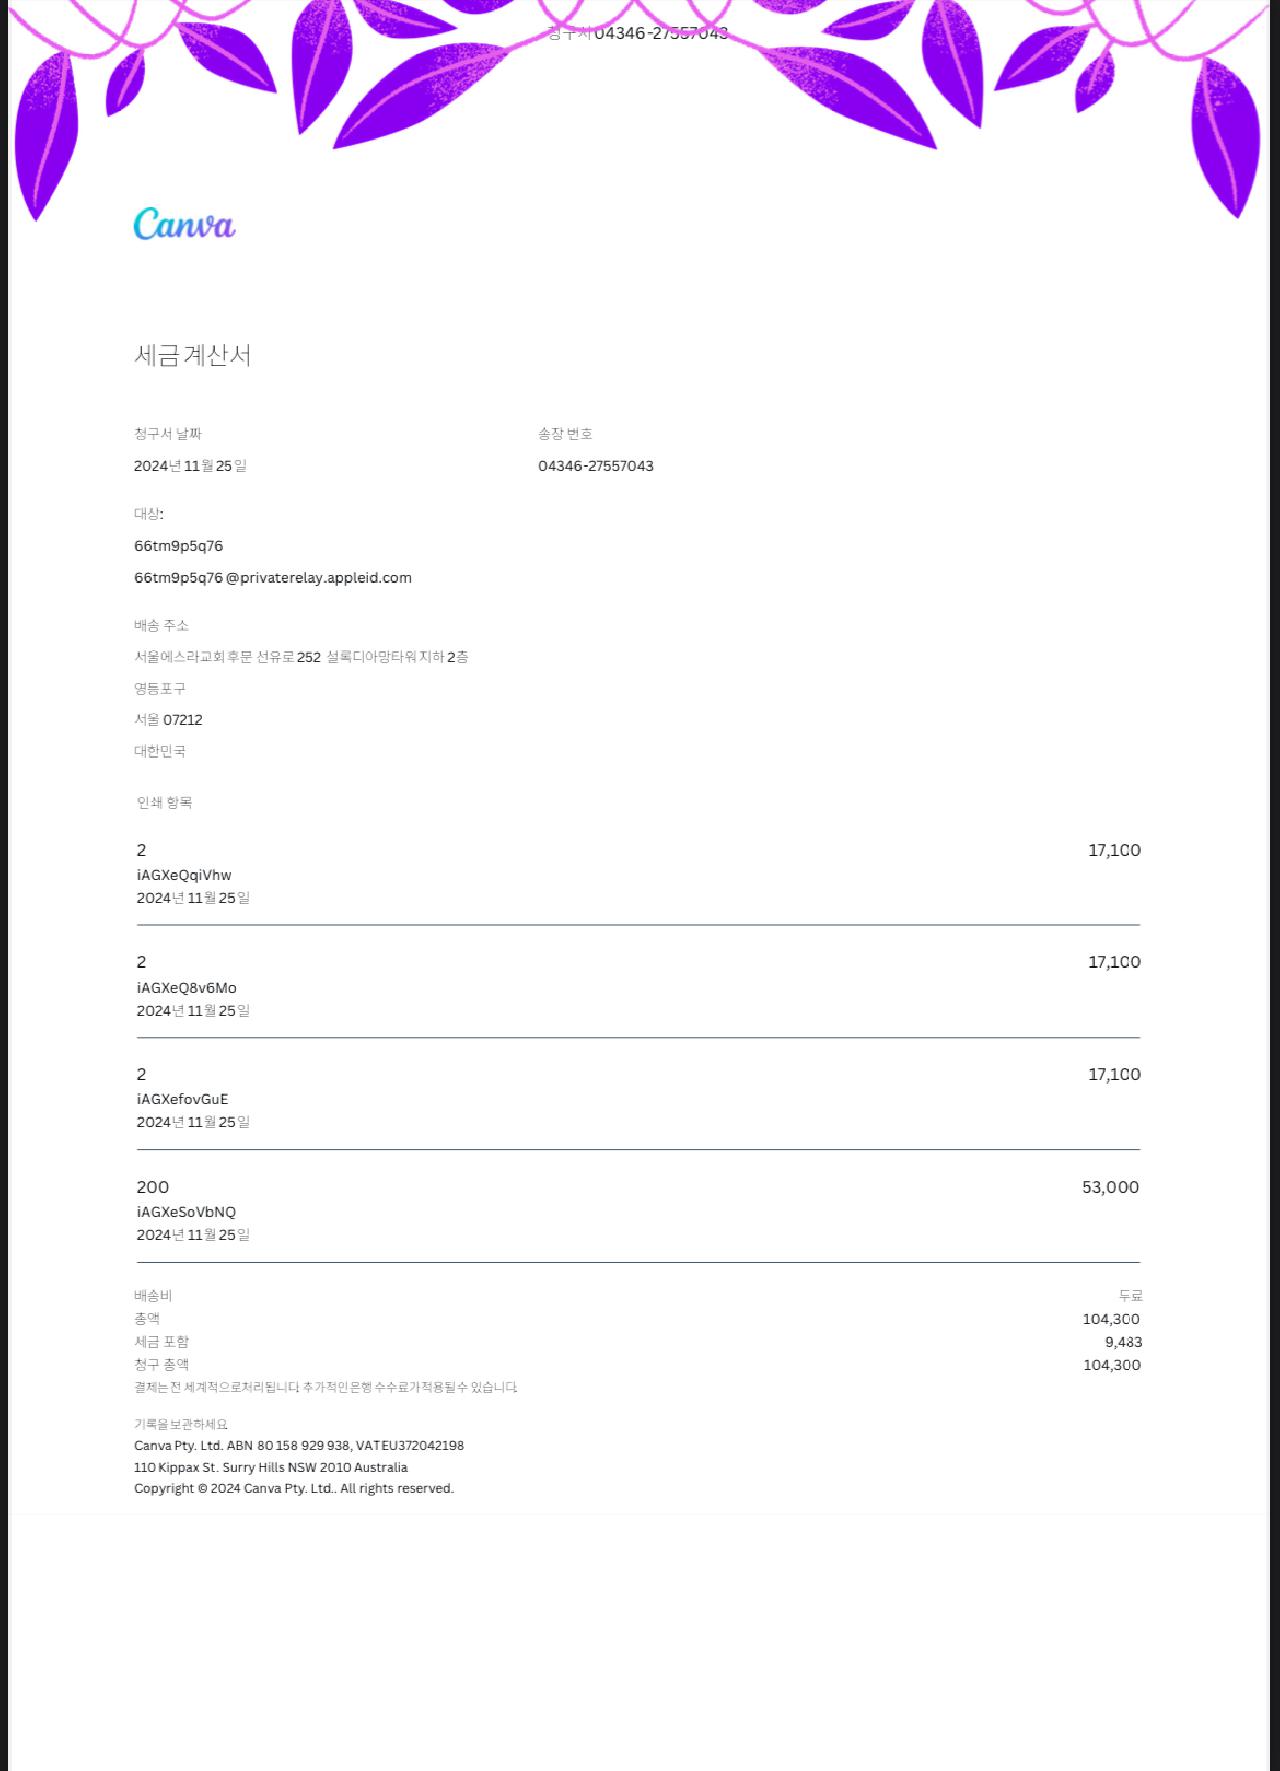 청구서 04346-27557043
Canva
세금 계산서
청구서 날짜 송장 번호
2024년 11월 25일 04346-27557043
대상:
66tm9p5q76
66tm9p5q76@privaterelay.appleid.com
배송 주소
서울에스라교회후문 선유로 252 설록디아망타워 지하 2층
영등포구
서울 07212
대한민국
인쇄 항목
2 17,100
iAGXeQqiVhw
2024년 11월 25일
2 17,100
iAGXeQ8v6Mo
2024년 11월 25일
2 17,100
iAGXefovGuE
2024년 11월 25일
200 53,000
iAGXeSoVbNQ
2024년 11월 25일
배송비 무료
총액 104,300
세금 포함 9,483
청구 총액 104,300
결제는 전 세계적으로 처리됩니다. 추가적인 은행 수수료가 적용될 수 있습니다.
기록을 보관하세요.
Canva Pty. Ltd. ABN 80 158 929 938, VATEU372042198
110 Kippax St. Surry Hills NSW 2010 Australia
Copyright © 2024 Canva Pty. Ltd.. All rights reserved.